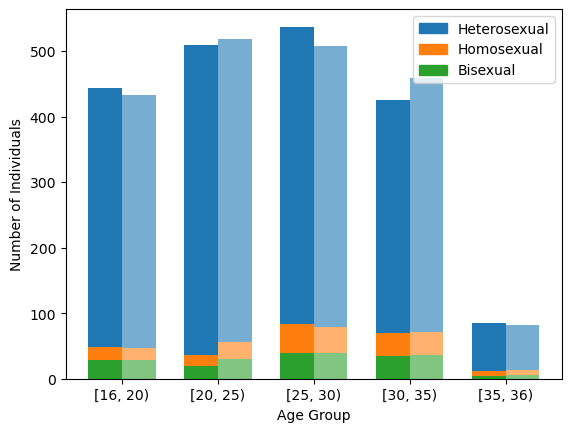 Heterosexual
Homosexual
Bisexual
Number of Individuals
500
400
300
200
100
0
[16, 20)
[20, 25)
[25, 30)
[30, 35)
[35, 36)
Age Group